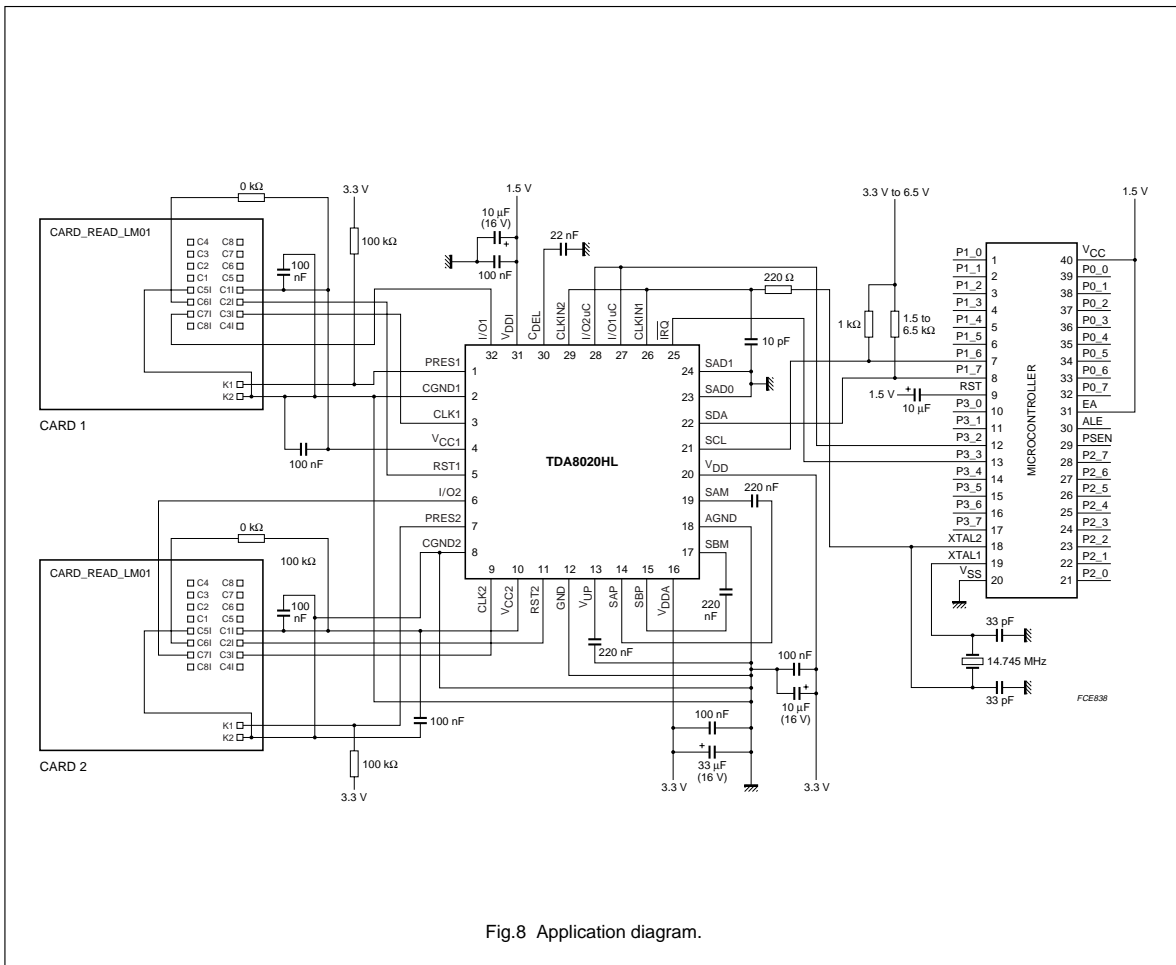 0 kΩ
3.3 V
1.5 V
3.3 V to 6.5 V
1.5 V
CARD_READ_LM01
C4 C8
C3 C7
C2 C6
C1 C5
C5I C1I
C6I C2I
C7I C3I
C8I C4I
K1
K2
CARD 1
100 nF
100 kΩ
100 nF
10 μF (16 V)
+
100 nF
22 nF
220 Ω
10 pF
1 kΩ
1.5 to 6.5 kΩ
I/O1
VDDI
CDEL
CLKIN2
I/O2uC
I/O1uC
CLKIN1
IRQ
32 31 30 29 28 27 26 25
PRES1 1
CGND1 2
CLK1 3
VCC1 4
RST1 5
I/O2 6
PRES2 7
CGND2 8
TDA8020HL
24 SAD1
23 SAD0
22 SDA
21 SCL
20 VDD
19 SAM
18 AGND
17 SBM
9 10 11 12 13 14 15 16
CLK2
VCC2
RST2
GND
VUP
SAP
SBP
VDDA
220 nF
220 nF
220 nF
100 nF
10 μF (16 V)
+
100 nF
+
33 μF (16 V)
3.3 V
3.3 V
0 kΩ
100 kΩ
CARD_READ_LM01
C4 C8
C3 C7
C2 C6
C1 C5
C5I C1I
C6I C2I
C7I C3I
C8I C4I
K1
K2
CARD 2
100 nF
100 nF
100 kΩ
3.3 V
MICROCONTROLLER
P1_0 1
P1_1 2
P1_2 3
P1_3 4
P1_4 5
P1_5 6
P1_6 7
P1_7 8
RST 9
P3_0 10
P3_1 11
P3_2 12
P3_3 13
P3_4 14
P3_5 15
P3_6 16
P3_7 17
XTAL2 18
XTAL1 19
VSS 20
40 VCC
39 P0_0
38 P0_1
37 P0_2
36 P0_3
35 P0_4
34 P0_5
33 P0_6
32 P0_7
31 EA
30 ALE
29 PSEN
28 P2_7
27 P2_6
26 P2_5
25 P2_4
24 P2_3
23 P2_2
22 P2_1
21 P2_0
1.5 V
+
10 μF
33 pF
14.745 MHz
33 pF
FCE838
Fig.8 Application diagram.